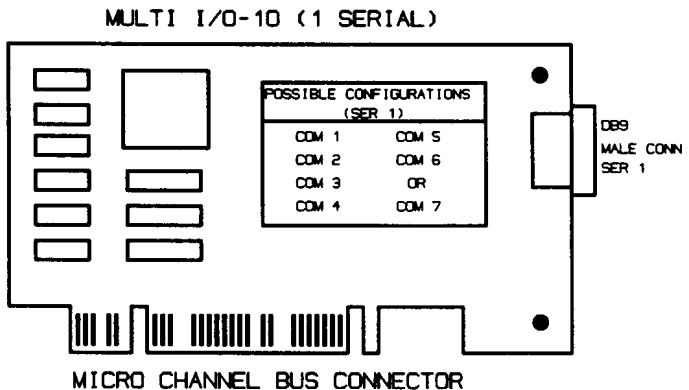 MULTI I/O-10 (1 SERIAL)
POSSIBLE CONFIGURATIONS
(SER 1)
COM 1 COM 5
COM 2 COM 6
COM 3 OR
COM 4 COM 7
DB9
MALE CONN
SER 1
MICRO CHANNEL BUS CONNECTOR